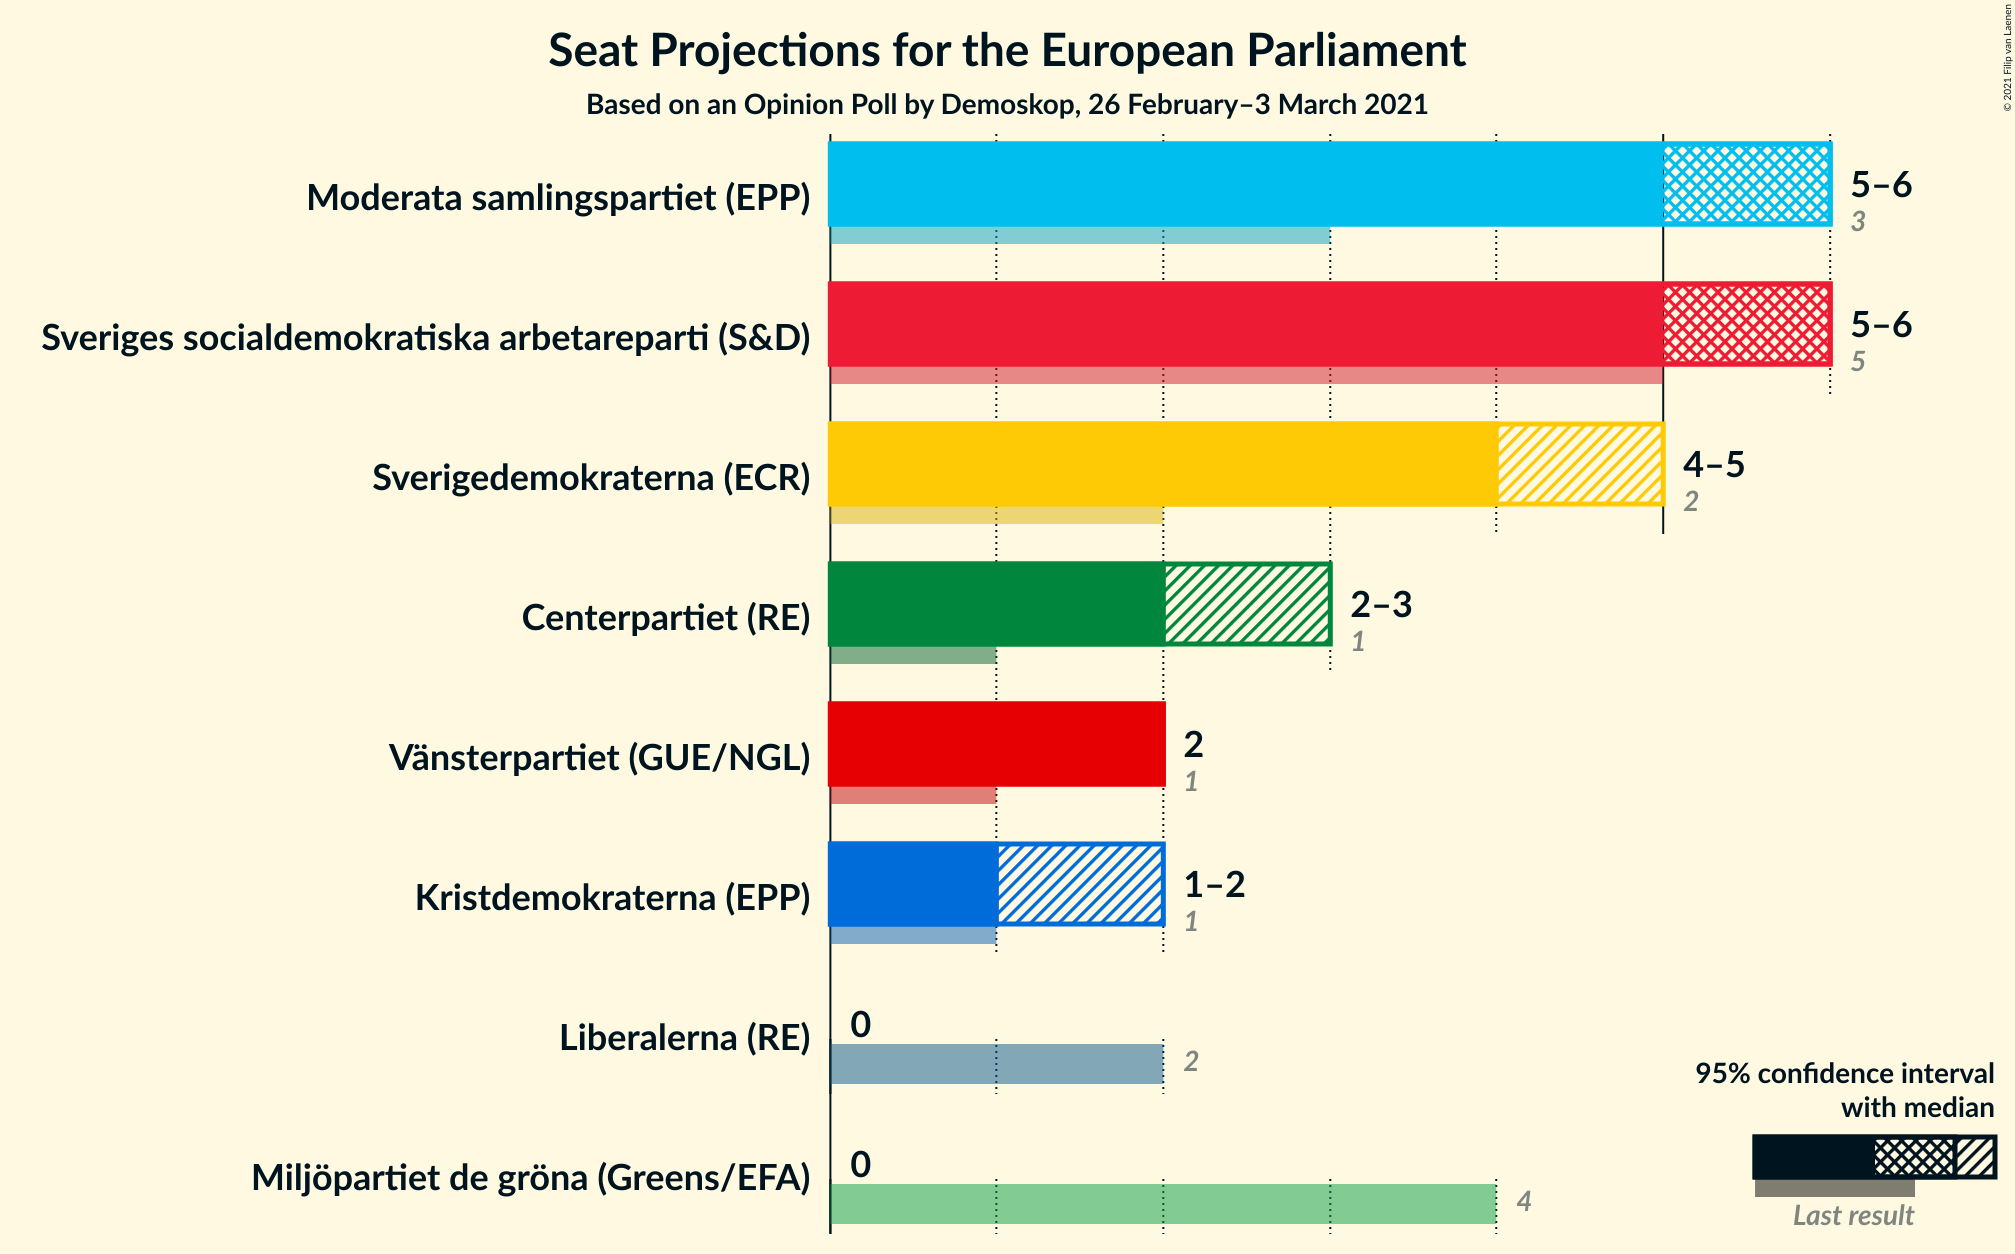 Seat Projections for the European Parliament
Based on an Opinion Poll by Demoskop, 26 February–3 March 2021
© 2021 Filip van Laenen
Moderata samlingspartiet (EPP)
5–6
3
Sveriges socialdemokratiska arbetareparti (S&D)
5–6
5
Sverigedemokraterna (ECR)
4–5
2
Centerpartiet (RE)
2–3
1
Vänsterpartiet (GUE/NGL)
2
1
Kristdemokraterna (EPP)
1–2
1
Liberalerna (RE)
0
2
Miljöpartiet de gröna (Greens/EFA)
0
4
95% confidence interval
with median
Last result